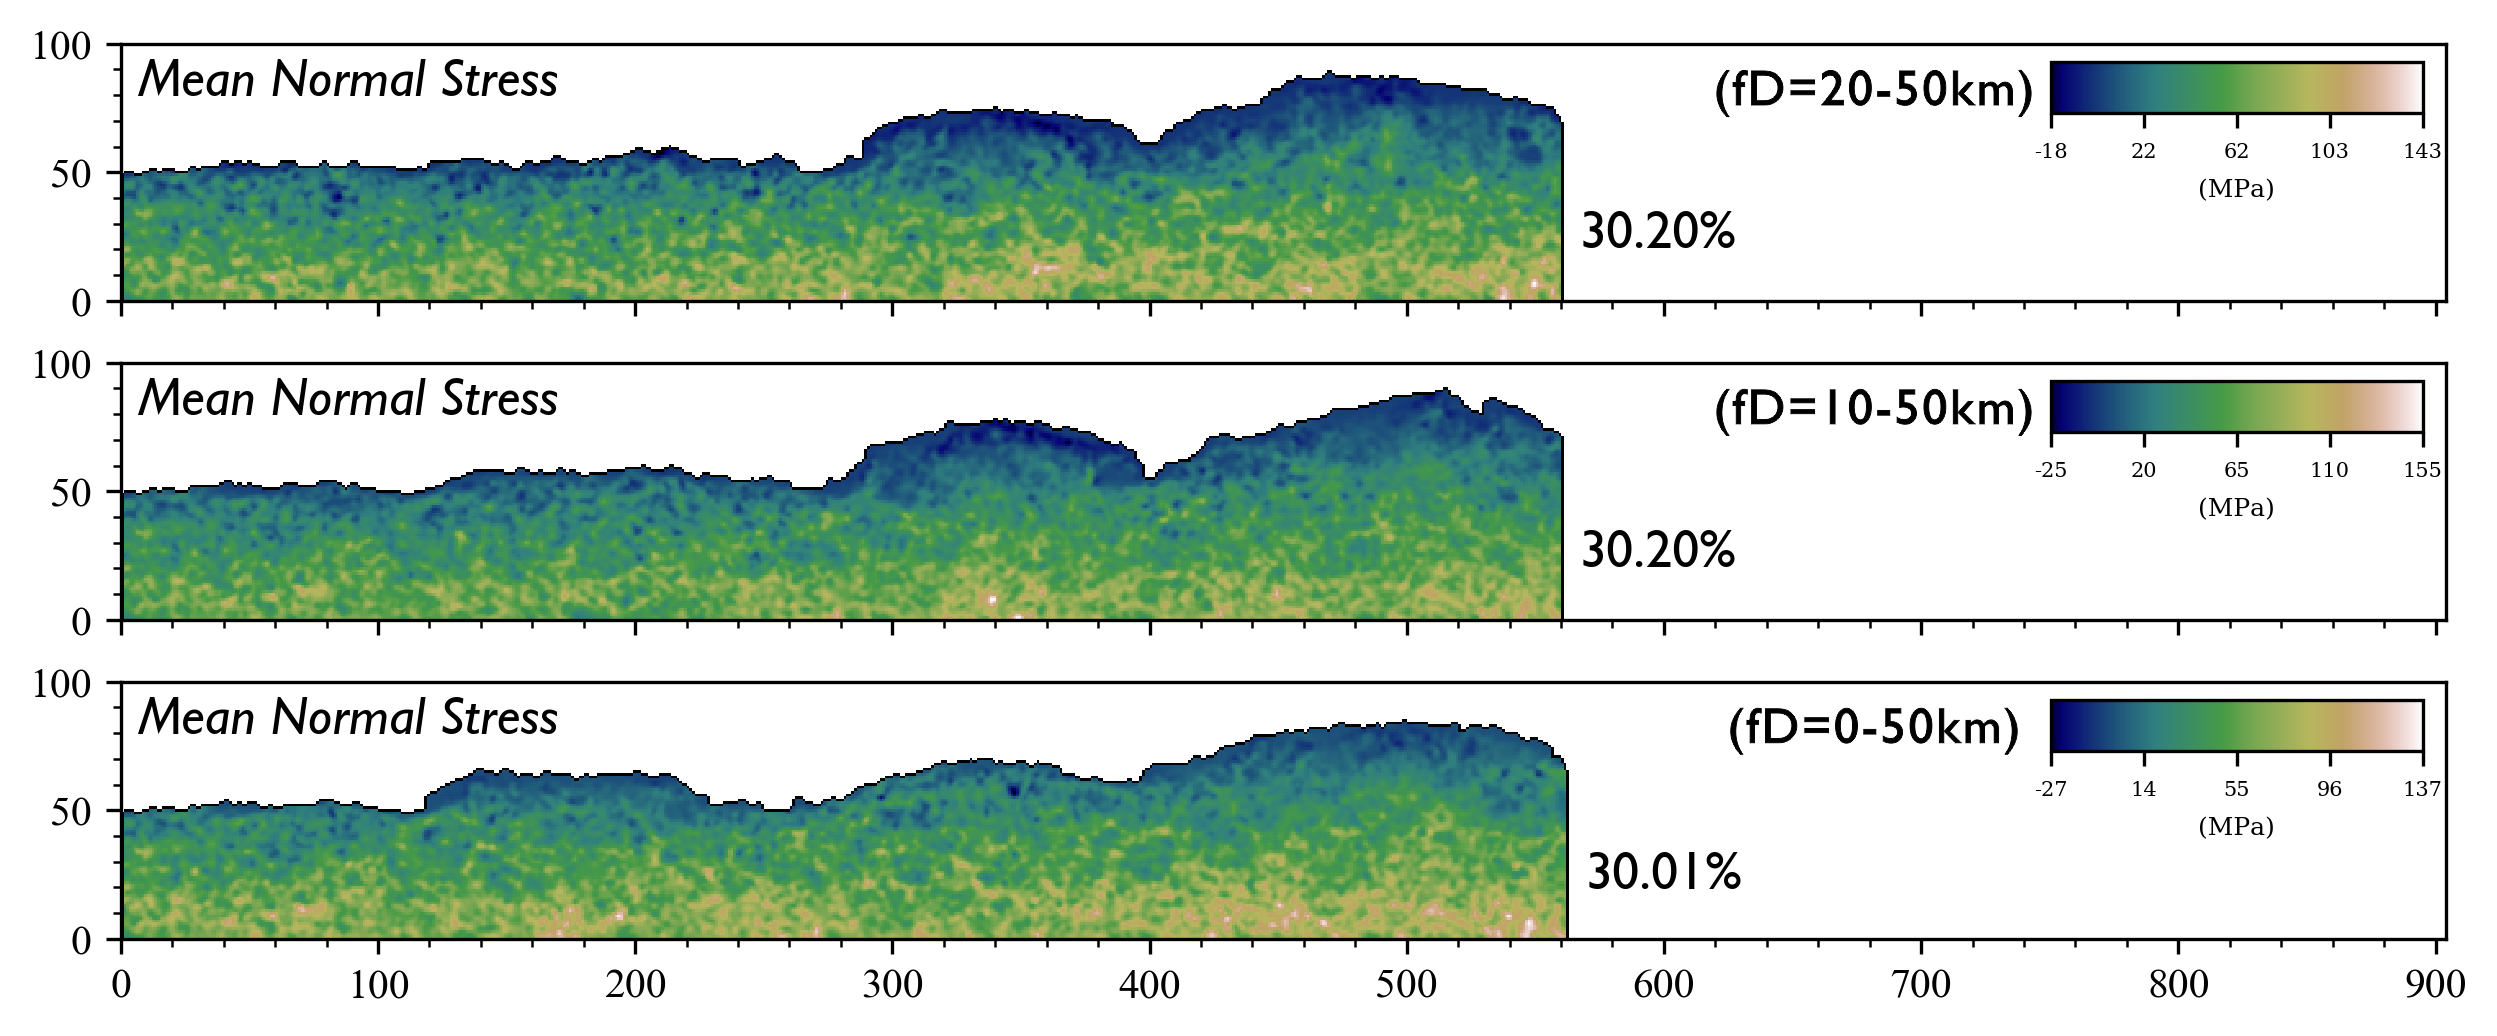 100
Mean Normal Stress
(fD=20-50km)
-18 22 62 103 143
50
(MPa)
30.20%
0
100
Mean Normal Stress
(fD=10-50km)
-25 20 65 110 155
50
(MPa)
30.20%
0
100
Mean Normal Stress
(fD=0-50km)
-27 14 55 96 137
50
(MPa)
30.01%
0
0 100 200 300 400 500 600 700 800 900